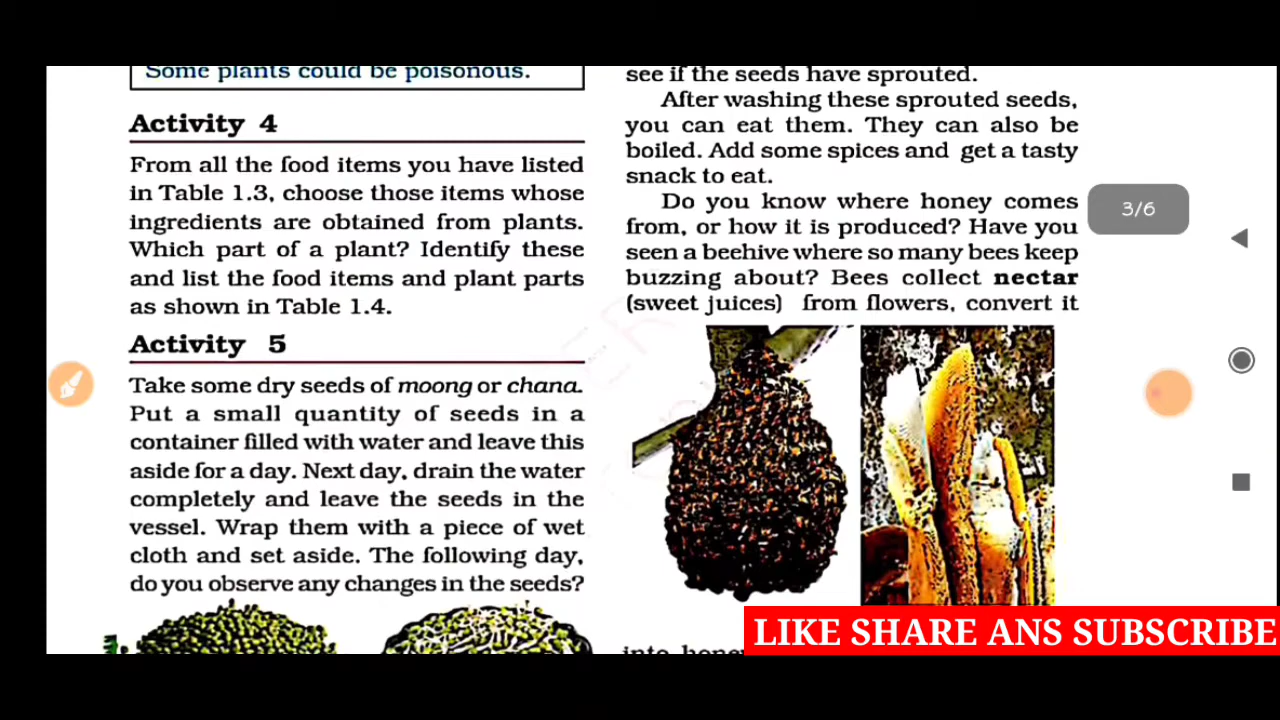 Some plants could be poisonous.
Activity 4
From all the food items you have listed
in Table 1.3, choose those items whose
ingredients are obtained from plants.
Which part of a plant? Identify these
and list the food items and plant parts
as shown in Table 1.4.
Activity 5
Take some dry seeds of moong or chana.
Put a small quantity of seeds in a
container filled with water and leave this
aside for a day. Next day, drain the water
completely and leave the seeds in the
vessel. Wrap them with a piece of wet
cloth and set aside. The following day,
do you observe any changes in the seeds?
see if the seeds have sprouted.
After washing these sprouted seeds,
you can eat them. They can also be
boiled. Add some spices and get a tasty
snack to eat.
Do you know where honey comes
from, or how it is produced? Have you
seen a beehive where so many bees keep
buzzing about? Bees collect nectar
(sweet juices) from flowers, convert it
into
3/6
LIKE SHARE ANS SUBSCRIBE